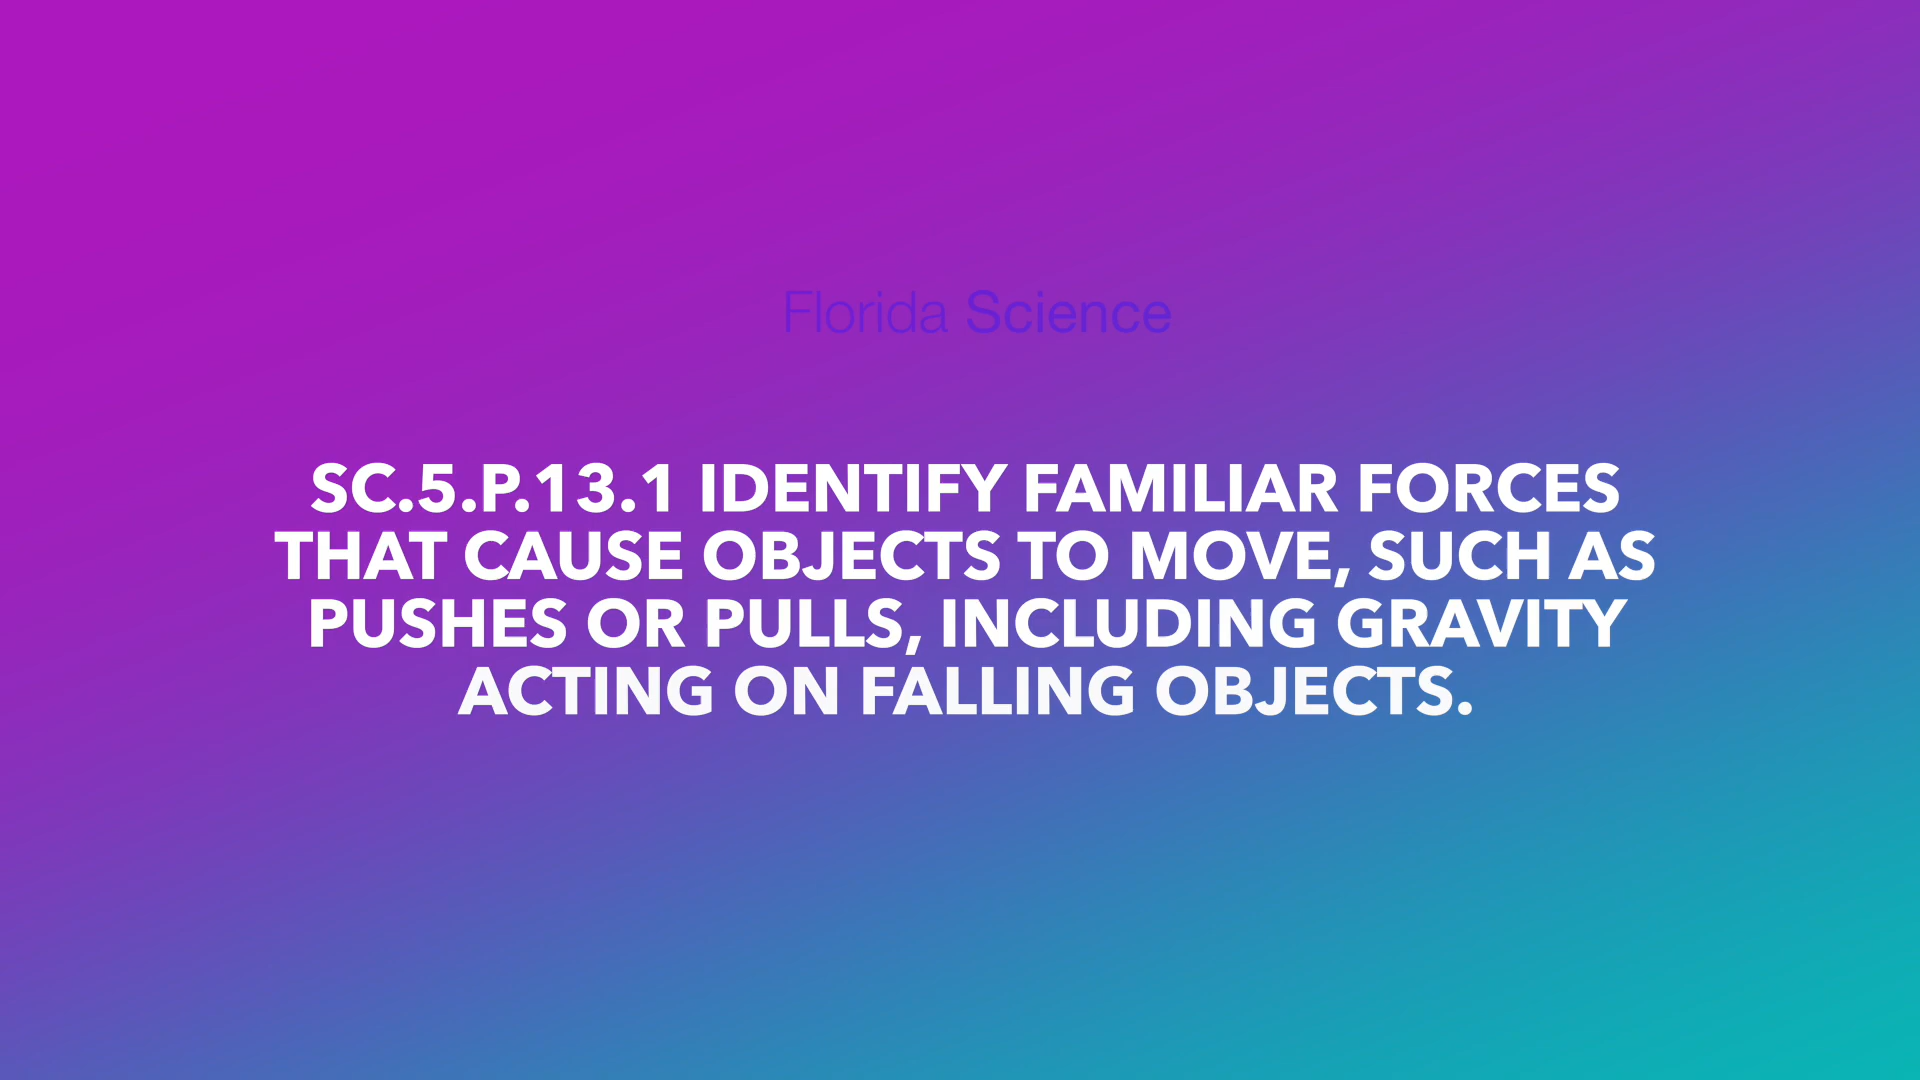 Florida Science
SC.5.P.13.1 IDENTIFY FAMILIAR FORCES
THAT CAUSE OBJECTS TO MOVE, SUCH AS
PUSHES OR PULLS, INCLUDING GRAVITY
ACTING ON FALLING OBJECTS.